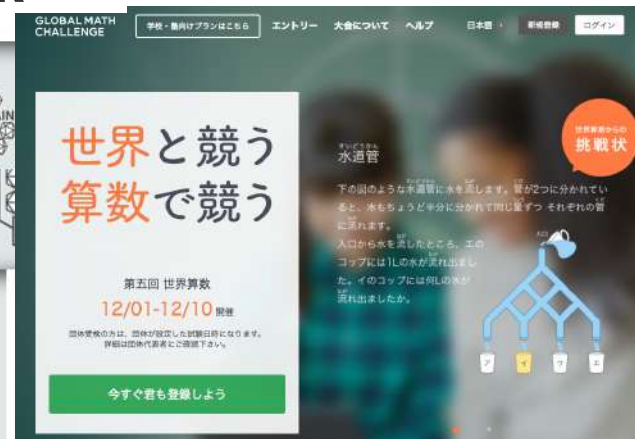 GLOBAL MATH
CHALLENGE
学校・塾向けプランはこちら
エントリー
大会について
ヘルプ
日本語
新規登録
ログイン
世界と競う
算数で競う
第五回 世界算数
12/01-12/10 開催
団体受検の方は、団体が設定した試験日時になります。
詳細は団体代表者にご確認下さい。
今すぐ君も登録しよう
世界算数からの
挑戦状
すいどうかん
水道管
下の図のような水道管に水を流します。管が2つに分かれてい
ると、水もちょうど半分に分かれて同じ量ずつ それぞれの管
に流れます。
入口から水を流したところ、エの
コップには1Lの水が流れ出まし
た。イのコップには何Lの水が
流れ出ましたか。
入口
ア
イ
ウ
エ